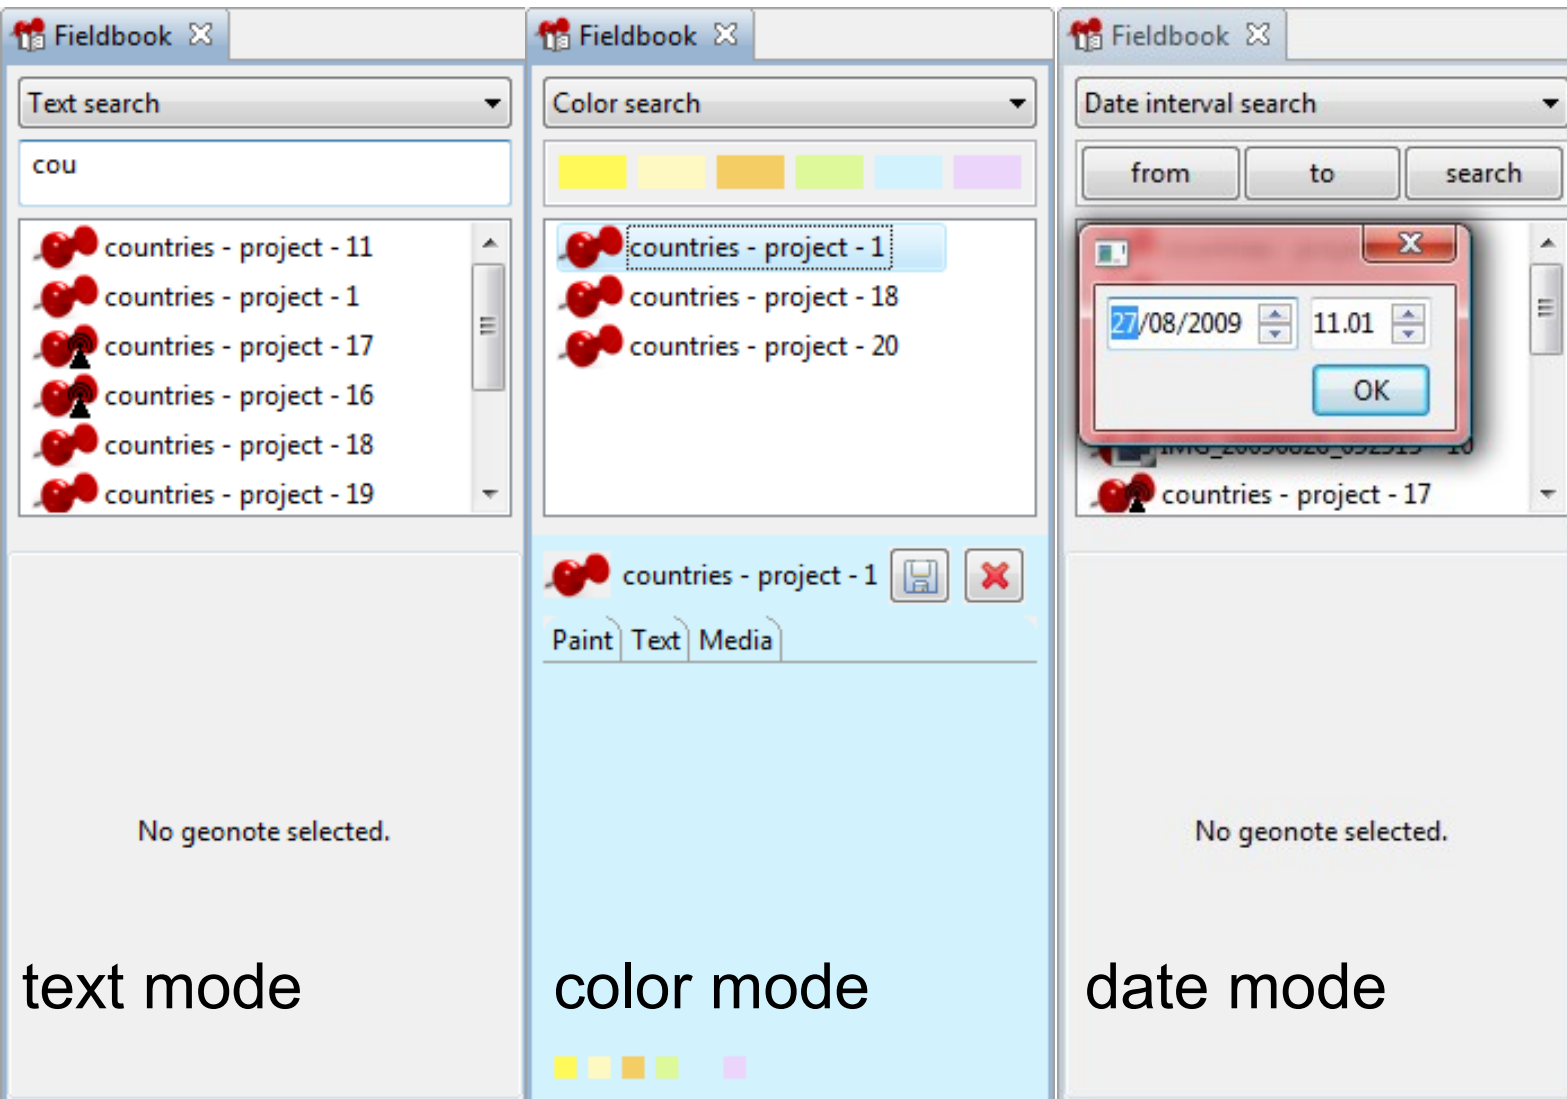 Fieldbook
Text search
cou
countries - project - 11
countries - project - 1
countries - project - 17
countries - project - 16
countries - project - 18
countries - project - 19
No geonote selected.
text mode
Fieldbook
Color search
countries - project - 1
countries - project - 18
countries - project - 20
countries - project - 1
Paint Text Media
color mode
Fieldbook
Date interval search
from to search
27/08/2009 11.01
OK
countries - project - 17
No geonote selected.
date mode